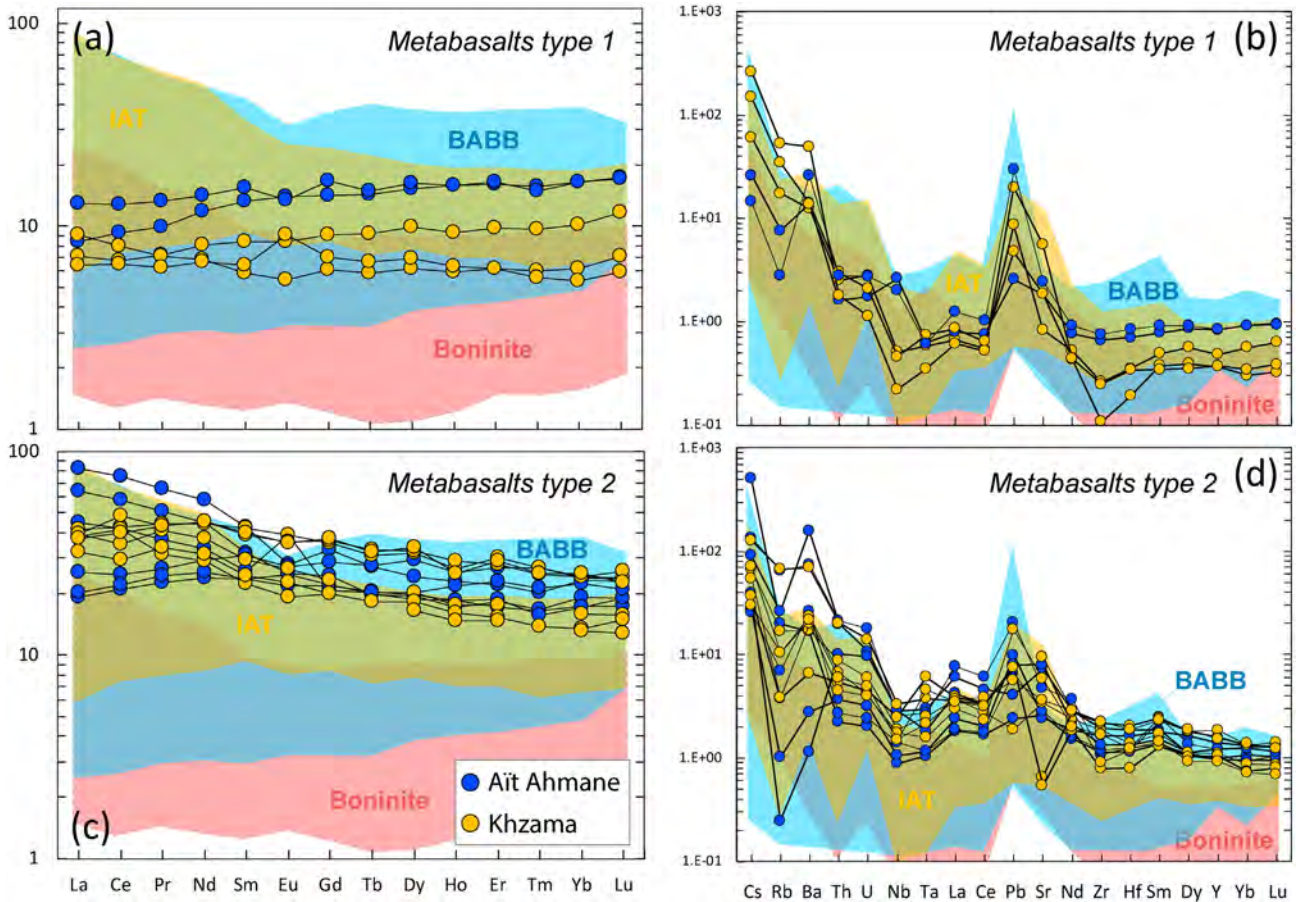 (a) Metabasalts type 1
100
IAT
BABB
10
Boninite
1
Metabasalts type 1 (b)
1.E+03
1.E+02
1.E+01
IAT
BABB
1.E+00
Boninite
1.E-01
100
Metabasalts type 2
BABB
IAT
10
Boninite
Aït Ahmane
Khzama
(c)
1
La Ce Pr Nd Sm Eu Gd Tb Dy Ho Er Tm Yb Lu
1.E+03
Metabasalts type 2 (d)
1.E+02
1.E+01
BABB
1.E+00
IAT
Boninite
1.E-01
Cs Rb Ba Th U Nb Ta La Ce Pb Sr Nd Zr Hf Sm Dy Y Yb Lu